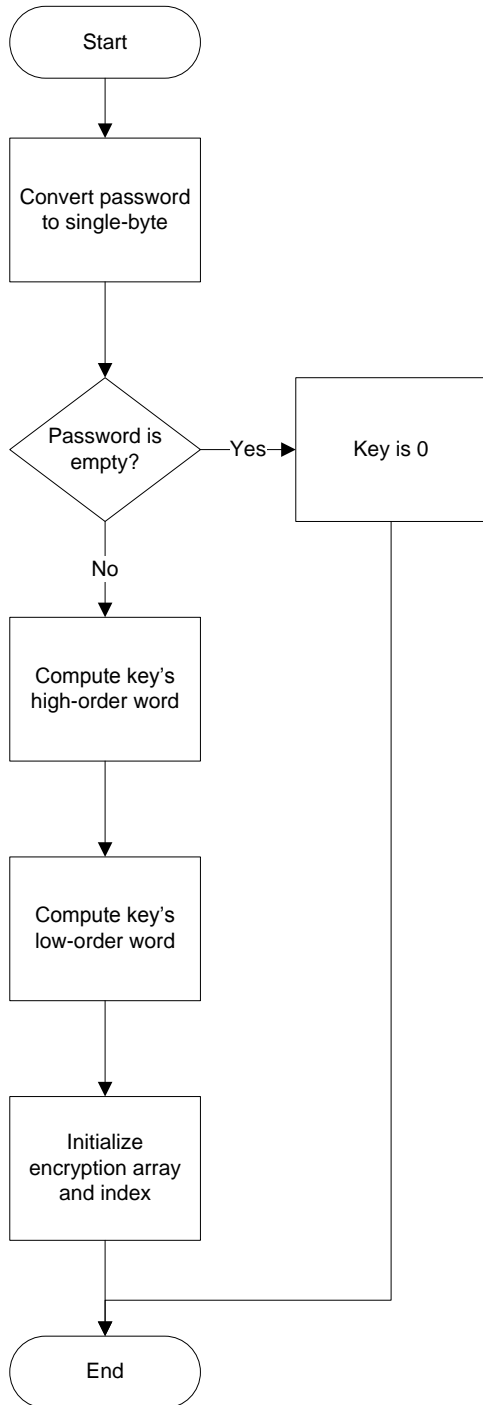 Start
Convert password
to single-byte
Password is
empty?
Yes
Key is 0
No
Compute key’s
high-order word
Compute key’s
low-order word
Initialize
encryption array
and index
End